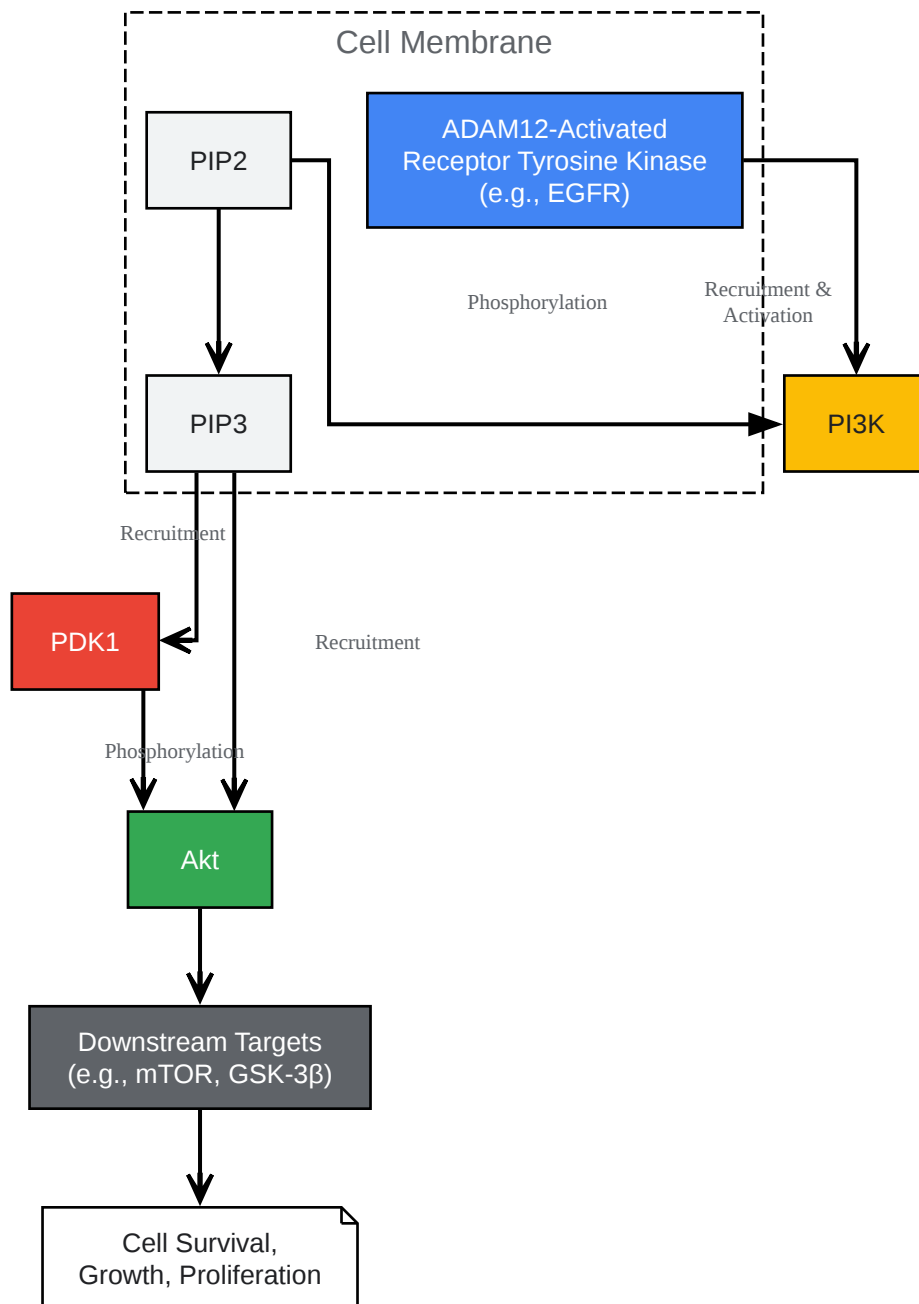 Cell Membrane
PIP2
ADAM12-Activated
Receptor Tyrosine Kinase
(e.g., EGFR)
Phosphorylation
Recruitment &
Activation
PIP3
PI3K
Recruitment
PDK1
Recruitment
Phosphorylation
Akt
Downstream Targets
(e.g., mTOR, GSK-3β)
Cell Survival,
Growth, Proliferation